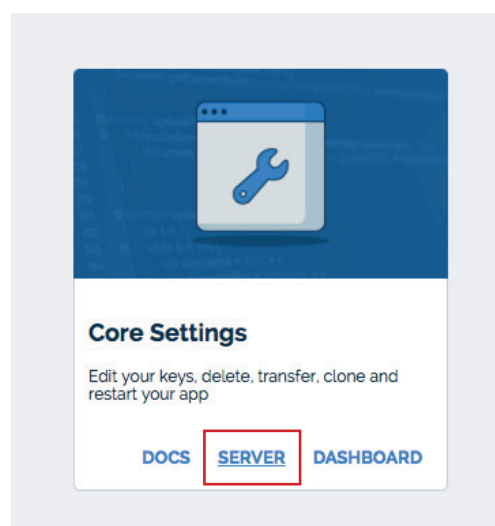 Core Settings
Edit your keys, delete, transfer, clone and
restart your app
DOCS SERVER DASHBOARD